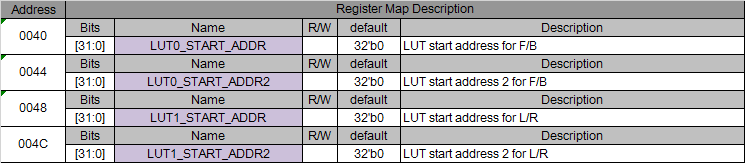 Address Register Map Description
Bits Name R/W default Description
0040 [31:0] LUT0_START_ADDR 32'b0 LUT start address for F/B
Bits Name R/W default Description
0044 [31:0] LUT0_START_ADDR2 32'b0 LUT start address 2 for F/B
Bits Name R/W default Description
0048 [31:0] LUT1_START_ADDR 32'b0 LUT start address for L/R
Bits Name R/W default Description
004C [31:0] LUT1_START_ADDR2 32'b0 LUT start address 2 for L/R